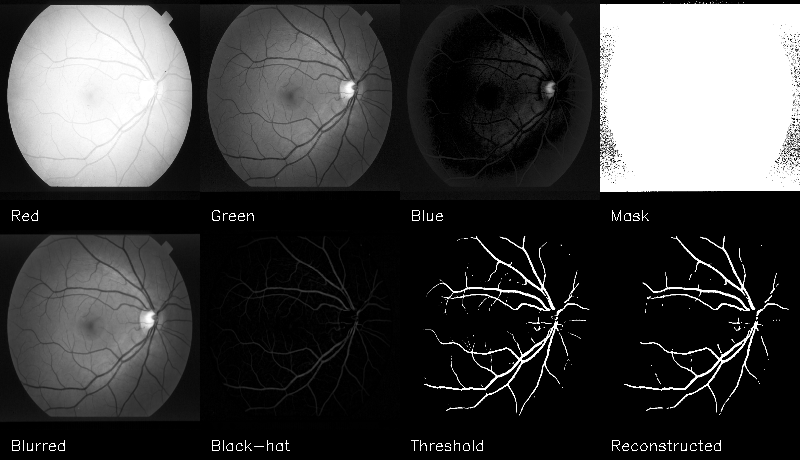 Red
Green
Blue
Mask
Blurred
Black-hat
Threshold
Reconstructed